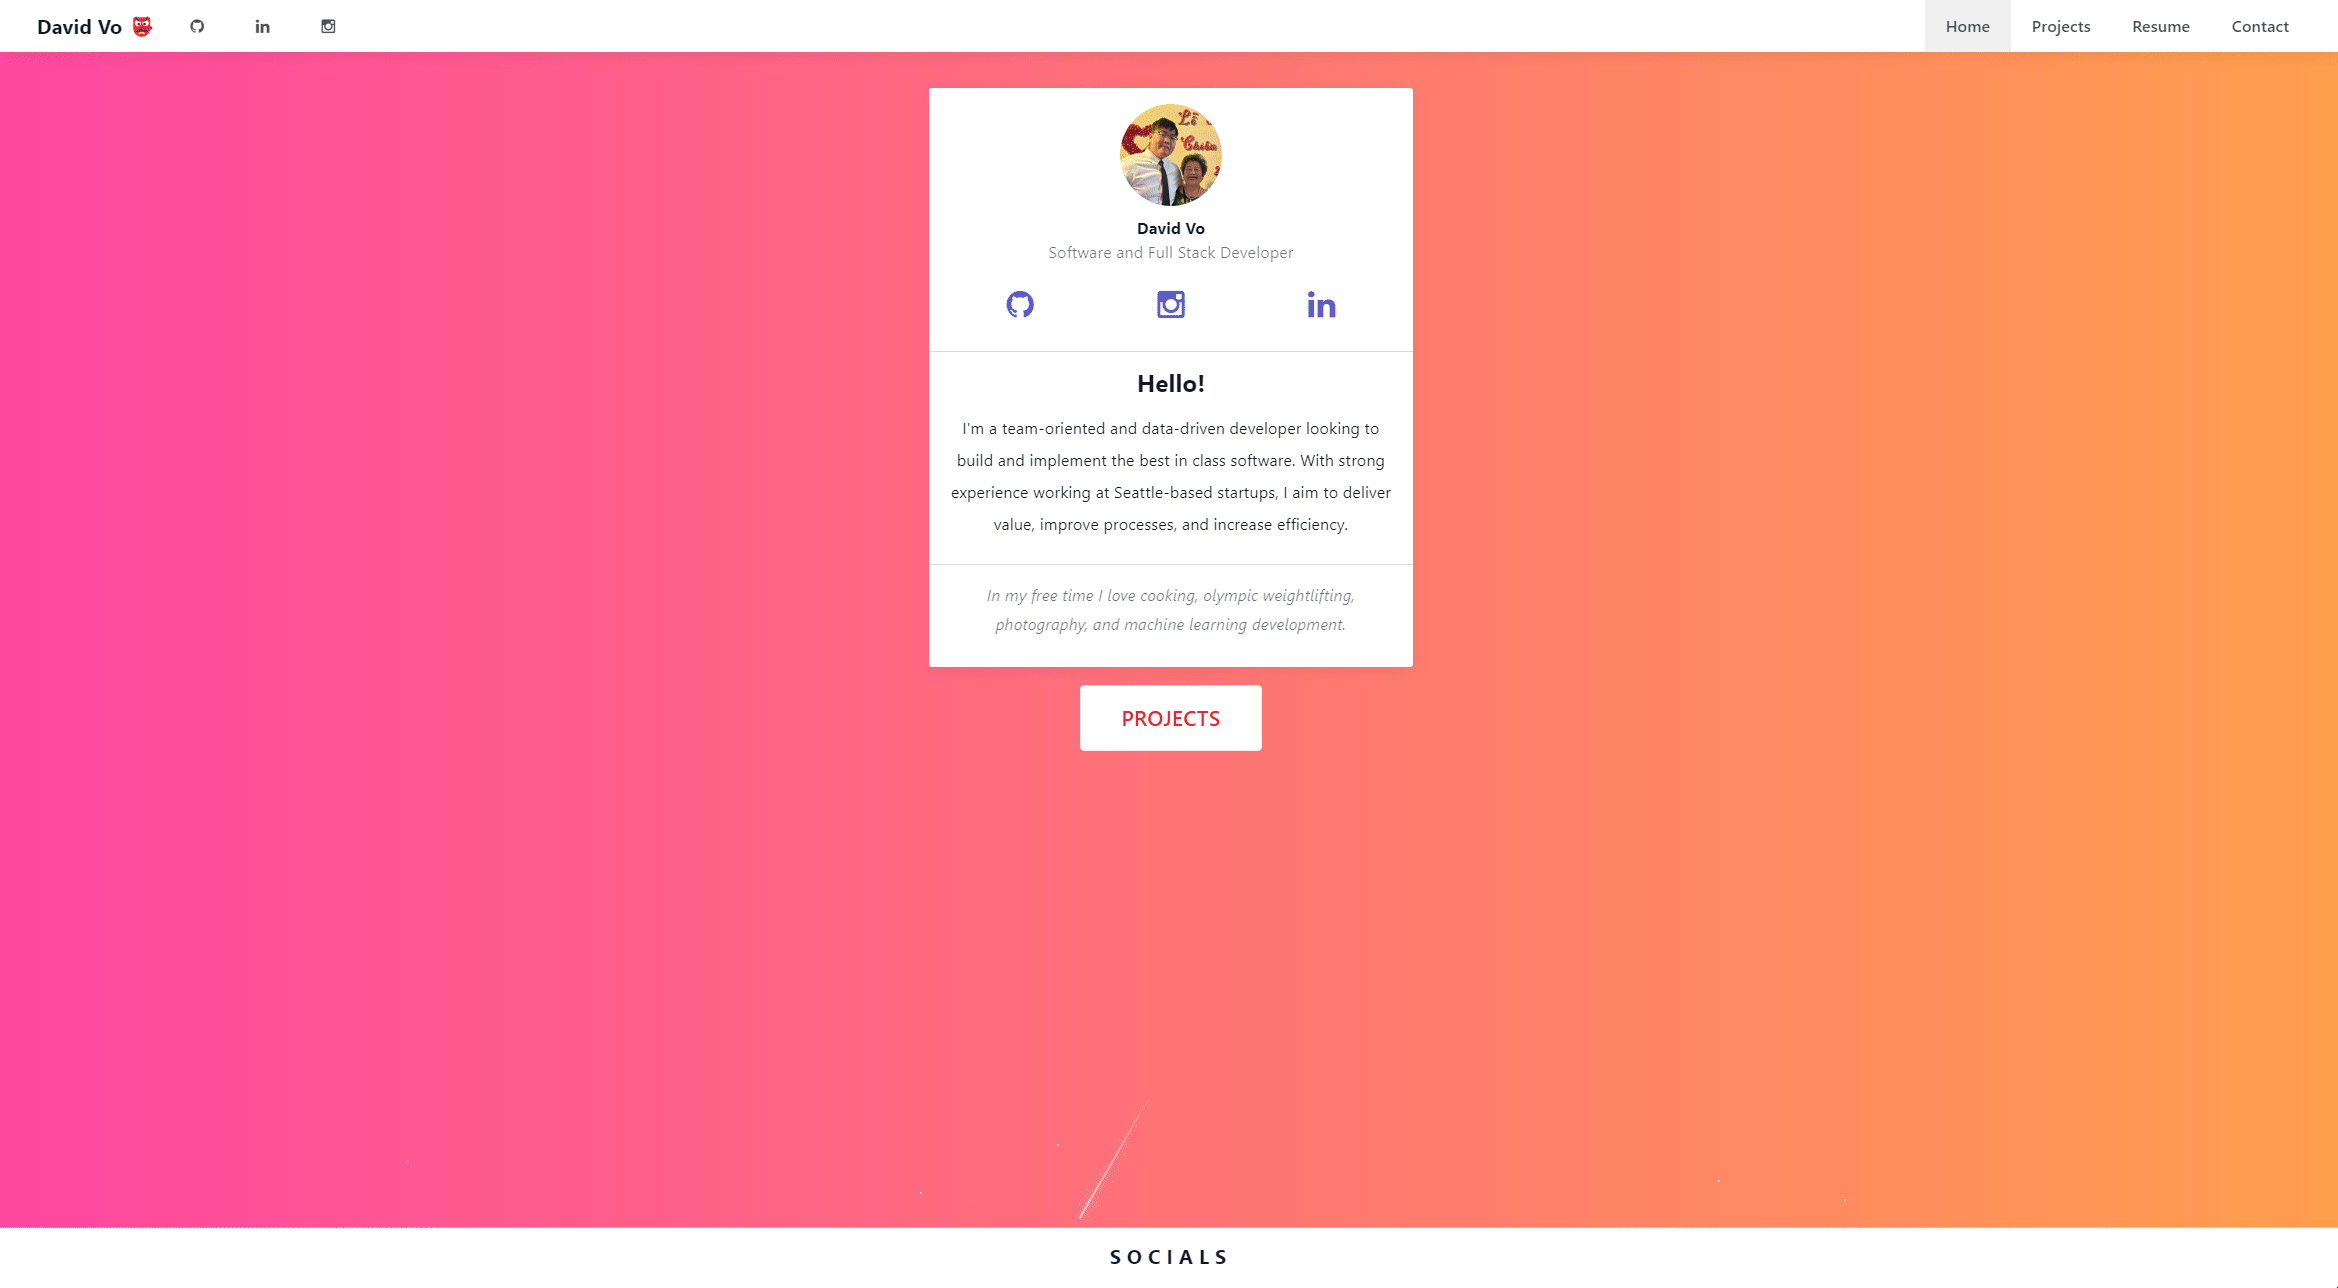 David Vo
Home
Projects
Resume
Contact
Lễ
Chúa
David Vo
Software and Full Stack Developer
Hello!
I'm a team-oriented and data-driven developer looking to
build and implement the best in class software. With strong
experience working at Seattle-based startups, I aim to deliver
value, improve processes, and increase efficiency.
In my free time I love cooking, olympic weightlifting,
photography, and machine learning development.
PROJECTS
SOCIALS